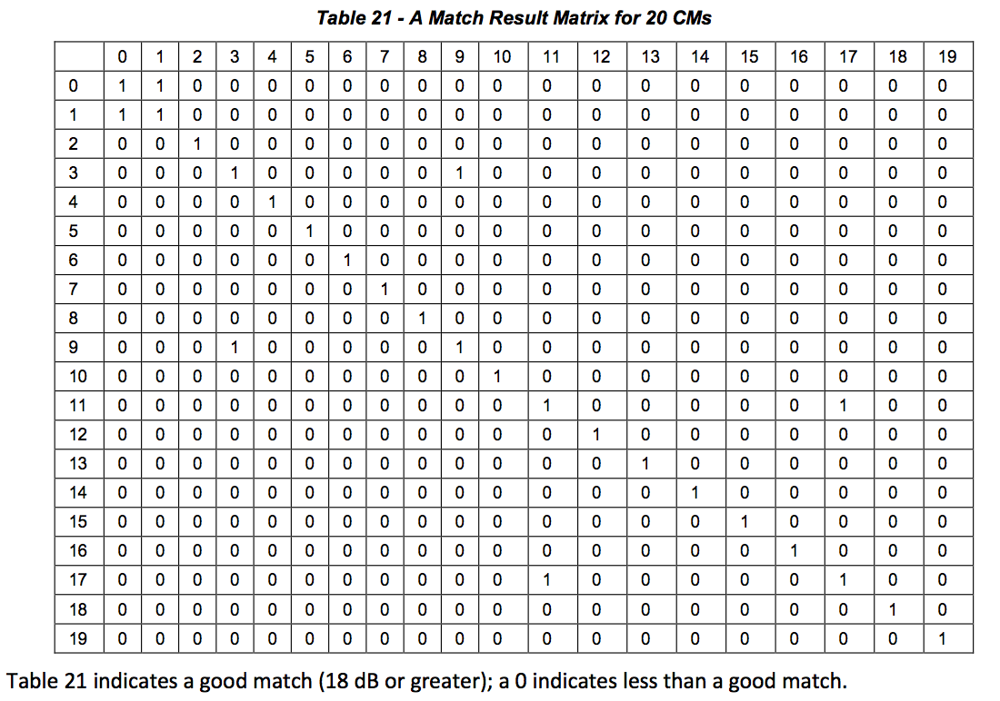 Table 21 - A Match Result Matrix for 20 CMs
0 1 2 3 4 5 6 7 8 9 10 11 12 13 14 15 16 17 18 19
0 1 1 0 0 0 0 0 0 0 0 0 0 0 0 0 0 0 0 0 0
1 1 1 0 0 0 0 0 0 0 0 0 0 0 0 0 0 0 0 0 0
2 0 0 1 0 0 0 0 0 0 0 0 0 0 0 0 0 0 0 0 0
3 0 0 0 1 0 0 0 0 0 1 0 0 0 0 0 0 0 0 0 0
4 0 0 0 0 1 0 0 0 0 0 0 0 0 0 0 0 0 0 0 0
5 0 0 0 0 0 1 0 0 0 0 0 0 0 0 0 0 0 0 0 0
6 0 0 0 0 0 0 1 0 0 0 0 0 0 0 0 0 0 0 0 0
7 0 0 0 0 0 0 0 1 0 0 0 0 0 0 0 0 0 0 0 0
8 0 0 0 0 0 0 0 0 1 0 0 0 0 0 0 0 0 0 0 0
9 0 0 0 1 0 0 0 0 0 1 0 0 0 0 0 0 0 0 0 0
10 0 0 0 0 0 0 0 0 0 0 1 0 0 0 0 0 0 0 0 0
11 0 0 0 0 0 0 0 0 0 0 0 1 0 0 0 0 0 1 0 0
12 0 0 0 0 0 0 0 0 0 0 0 0 1 0 0 0 0 0 0 0
13 0 0 0 0 0 0 0 0 0 0 0 0 0 1 0 0 0 0 0 0
14 0 0 0 0 0 0 0 0 0 0 0 0 0 0 1 0 0 0 0 0
15 0 0 0 0 0 0 0 0 0 0 0 0 0 0 0 1 0 0 0 0
16 0 0 0 0 0 0 0 0 0 0 0 0 0 0 0 0 1 0 0 0
17 0 0 0 0 0 0 0 0 0 0 0 1 0 0 0 0 0 1 0 0
18 0 0 0 0 0 0 0 0 0 0 0 0 0 0 0 0 0 0 1 0
19 0 0 0 0 0 0 0 0 0 0 0 0 0 0 0 0 0 0 0 1
Table 21 indicates a good match (18 dB or greater); a 0 indicates less than a good match.